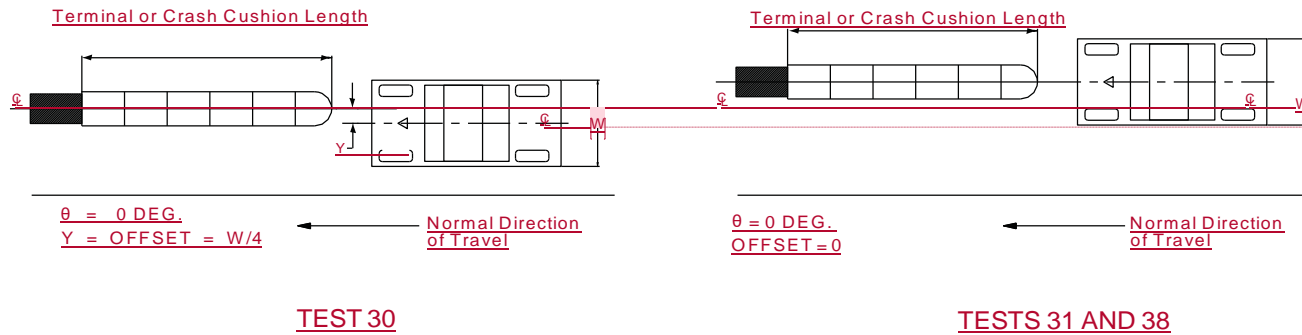 Terminal or Crash Cushion Length
℄
Y
℄
W
θ = 0 DEG.
Y = OFFSET = W/4
Normal Direction
of Travel
TEST 30
Terminal or Crash Cushion Length
℄
℄
W
θ = 0 DEG.
OFFSET = 0
Normal Direction
of Travel
TESTS 31 AND 38